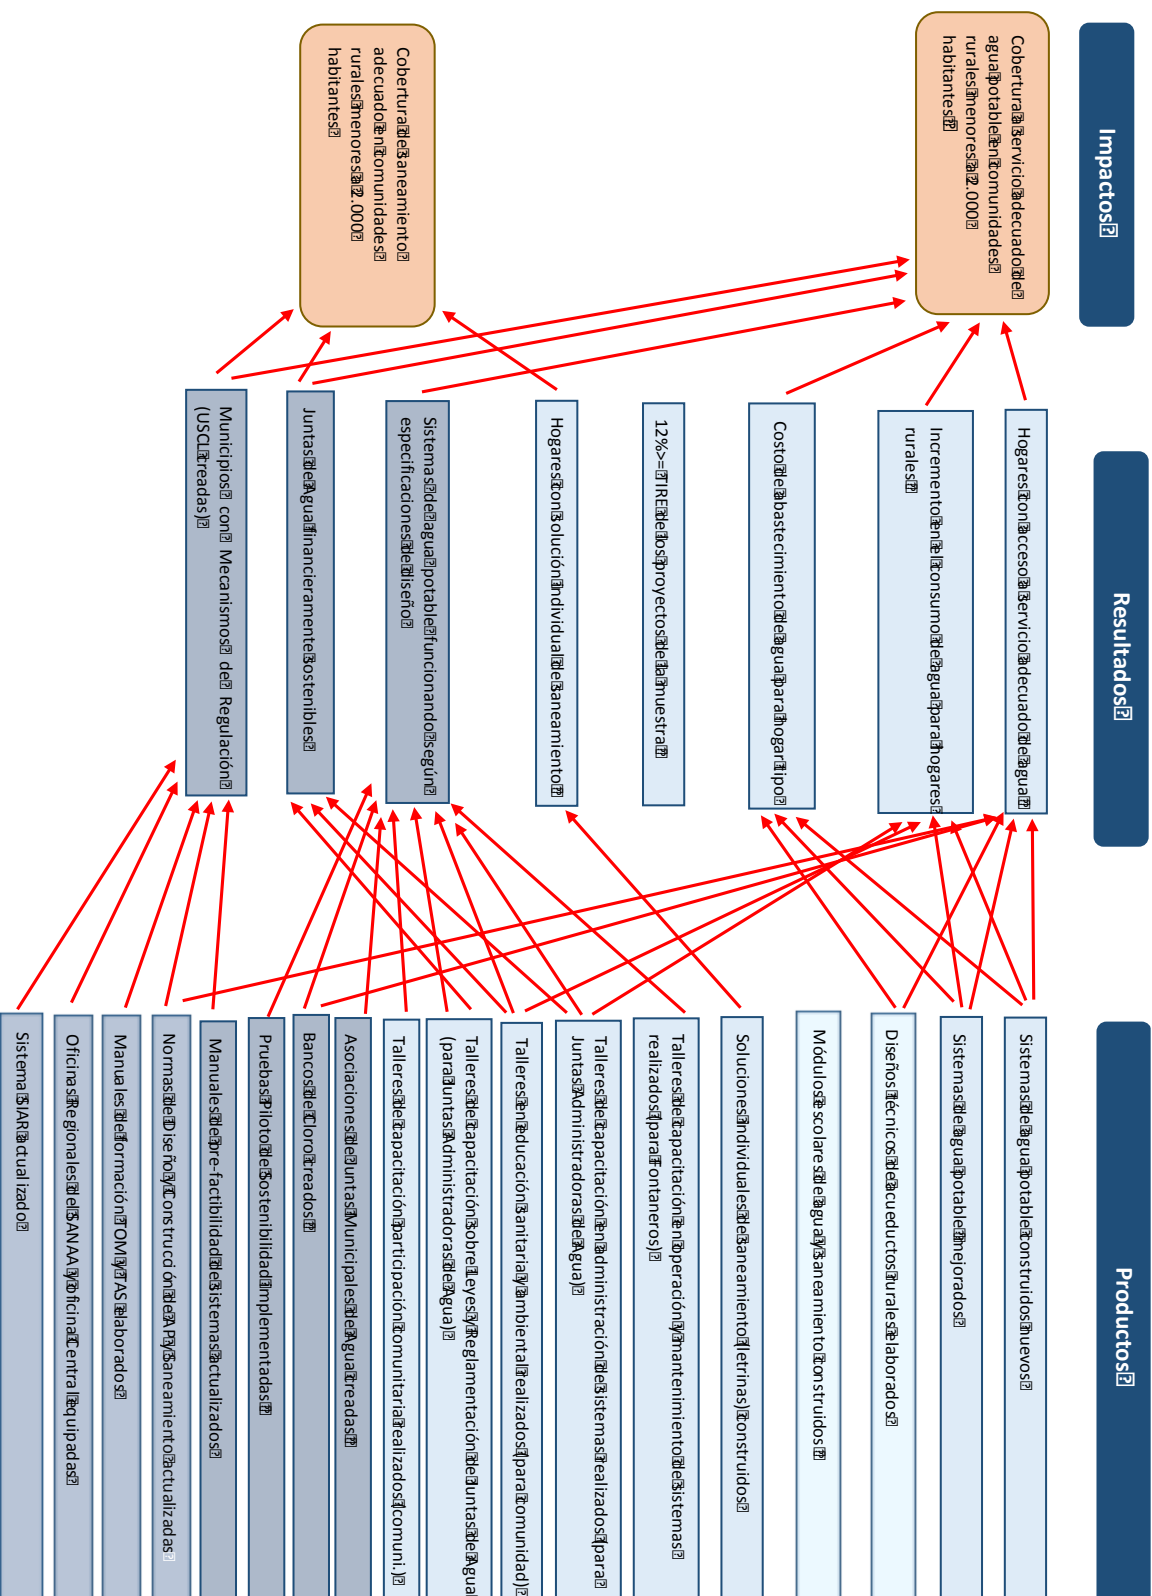 Impactos
Cobertura a servicio adecuado de
agua potable en comunidades
rurales menores a 2.000
habitantes
Cobertura de saneamiento
adecuado en comunidades
rurales menores a 2.000
habitantes
Resultados
Hogares con acceso a servicio adecuado de agua
Incremento en el consumo de agua para hogares
rurales
Costo de abastecimiento de agua para hogar tipo
12%>= TIRE de los proyectos de la muestra
Hogares con solución individual de saneamiento
Sistemas de agua potable funcionando según
especificaciones de diseño
Juntas de Agua financieramente sostenibles
Municipios con Mecanismos de Regulación
(USCL creadas)
Productos
Sistemas de agua potable construidos nuevos
Sistemas de agua potable mejorados
Diseños técnicos de acueductos rurales elaborados
Módulos escolares de agua y saneamiento construidos
Soluciones individuales de saneamiento (letrinas) construidos
Talleres de capacitación en operación y mantenimiento de sistemas
realizados (para Fontaneros)
Talleres de capacitación en administración de sistemas realizados (para
Juntas Administradoras de Agua)
Talleres en educación sanitaria y ambiental realizados (para comunidad)
Talleres de capacitación sobre Leyes y Reglamentación de Juntas de Agua
(para Juntas Administradoras de Agua)
Talleres de capacitación participación comunitaria realizados (comuni.)
Asociaciones de Juntas Municipales de Agua creadas
Bancos de Cloro creados
Pruebas Piloto de Sostenibilidad implementadas
Manuales de pre-factibilidad de sistemas actualizados
Normas de Diseño y Construcción de AP y Saneamiento actualizadas
Manuales de formación TOM y TAS elaborados
Oficinas Regionales del SANAA y oficina Central equipadas
Sistema SIAR actualizado